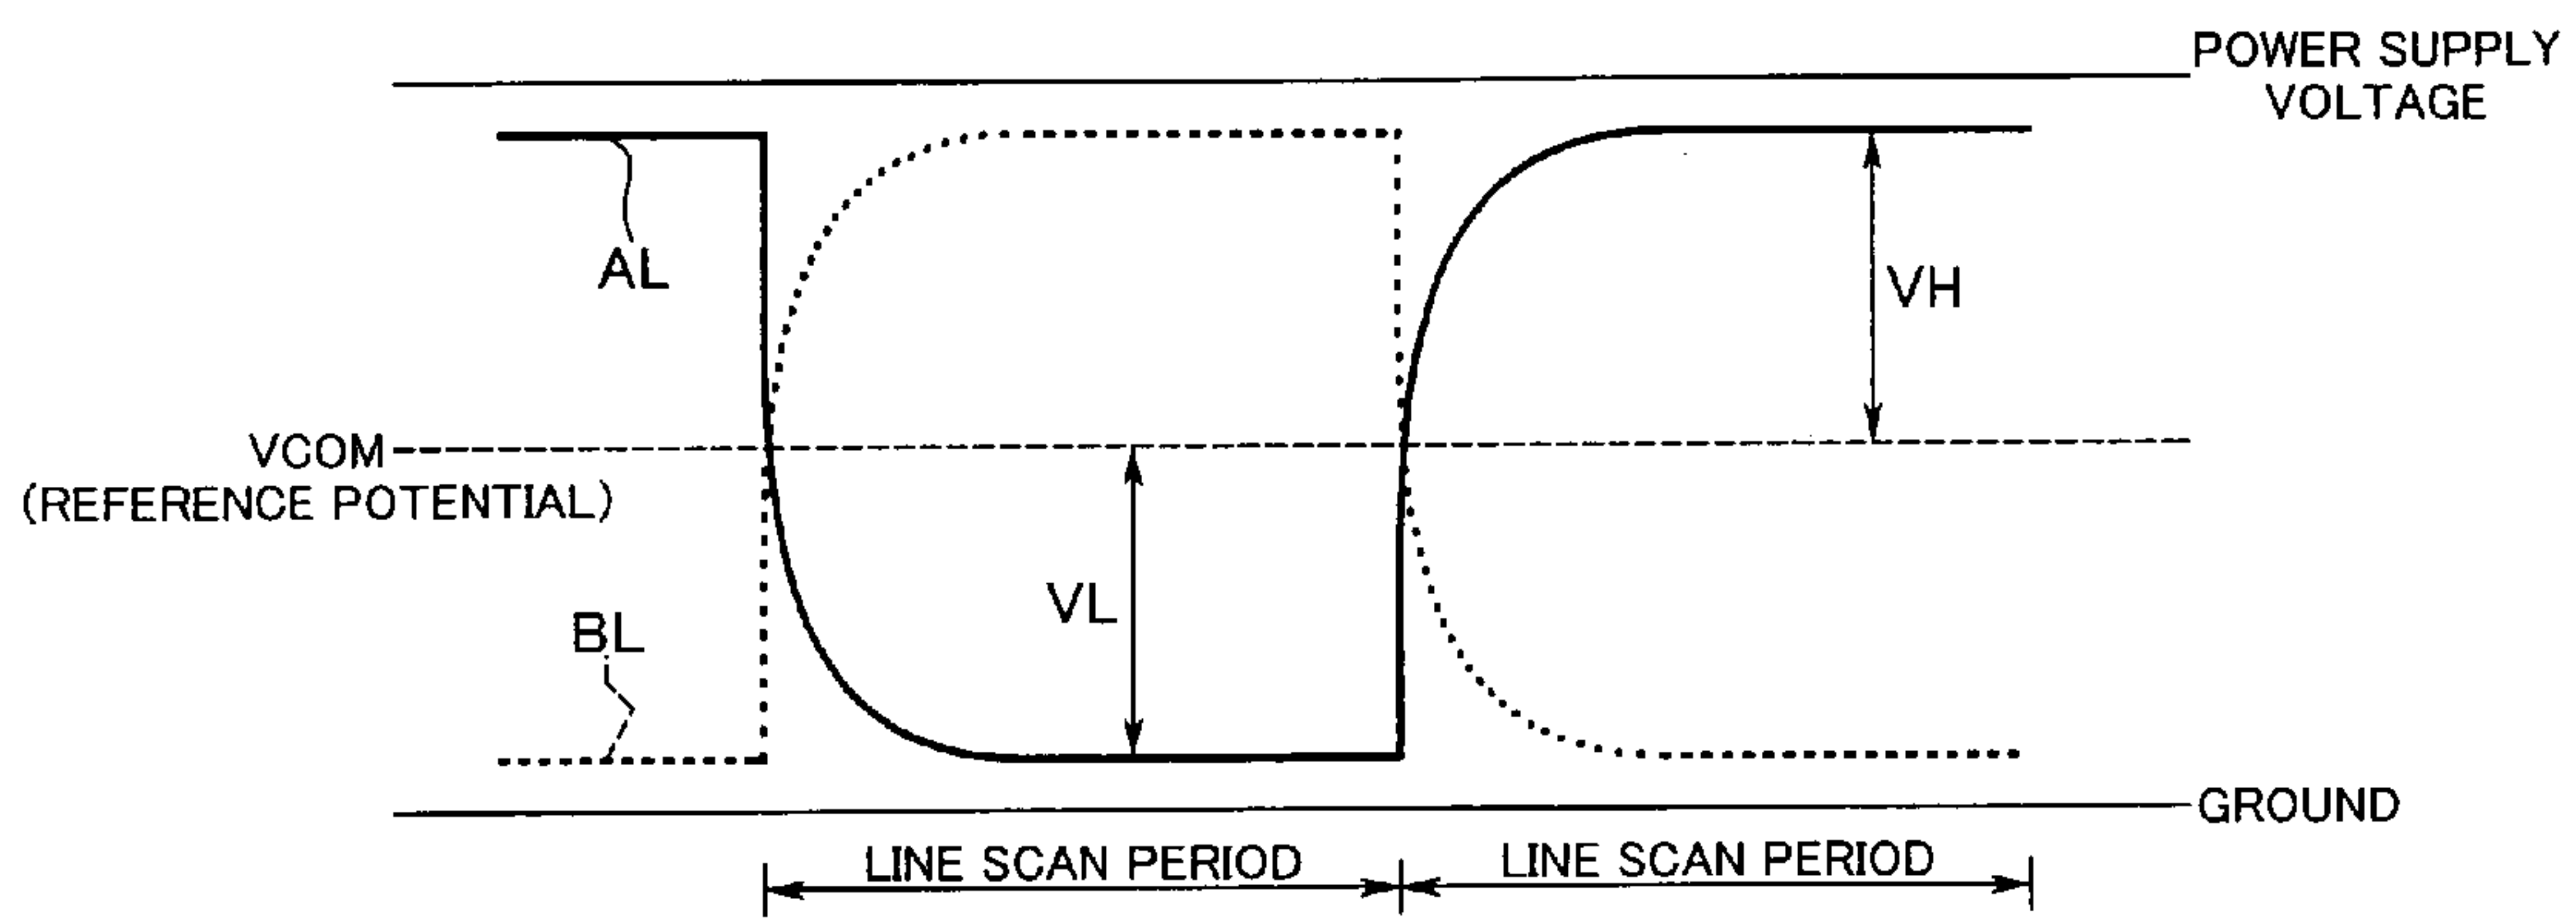 POWER SUPPLY
VOLTAGE
AL
VH
VCOM
(REFERENCE POTENTIAL)
VL
BL
GROUND
LINE SCAN PERIOD
LINE SCAN PERIOD